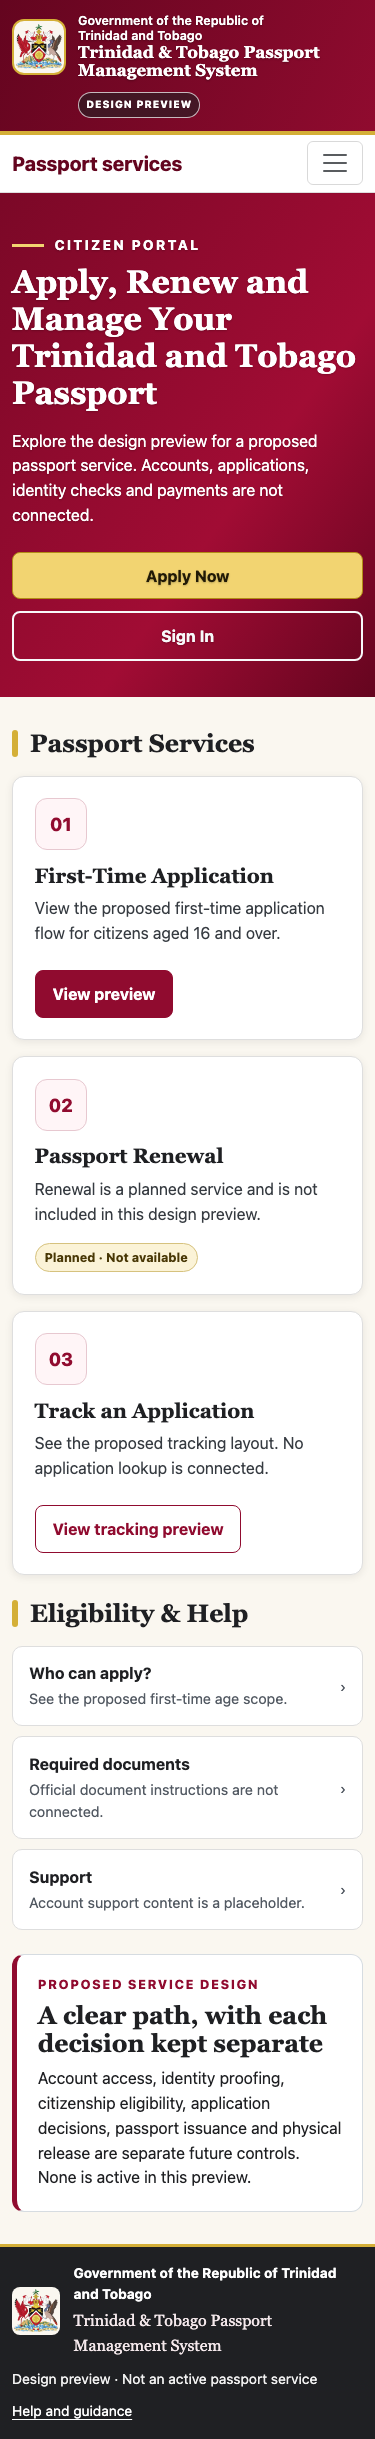 Government of the Republic of
Trinidad and Tobago
Trinidad & Tobago Passport
Management System
DESIGN PREVIEW
Passport services
CITIZEN PORTAL
Apply, Renew and
Manage Your
Trinidad and Tobago
Passport
Explore the design preview for a proposed
passport service. Accounts, applications,
identity checks and payments are not
connected.
Apply Now
Sign In
Passport Services
01
First-Time Application
View the proposed first-time application
flow for citizens aged 16 and over.
View preview
02
Passport Renewal
Renewal is a planned service and is not
included in this design preview.
Planned · Not available
03
Track an Application
See the proposed tracking layout. No
application lookup is connected.
View tracking preview
Eligibility & Help
Who can apply?
See the proposed first-time age scope.
›
Required documents
Official document instructions are not
connected.
›
Support
Account support content is a placeholder.
›
PROPOSED SERVICE DESIGN
A clear path, with each
decision kept separate
Account access, identity proofing,
citizenship eligibility, application
decisions, passport issuance and physical
release are separate future controls.
None is active in this preview.
Government of the Republic of Trinidad
and Tobago
Trinidad & Tobago Passport
Management System
Design preview · Not an active passport service
Help and guidance